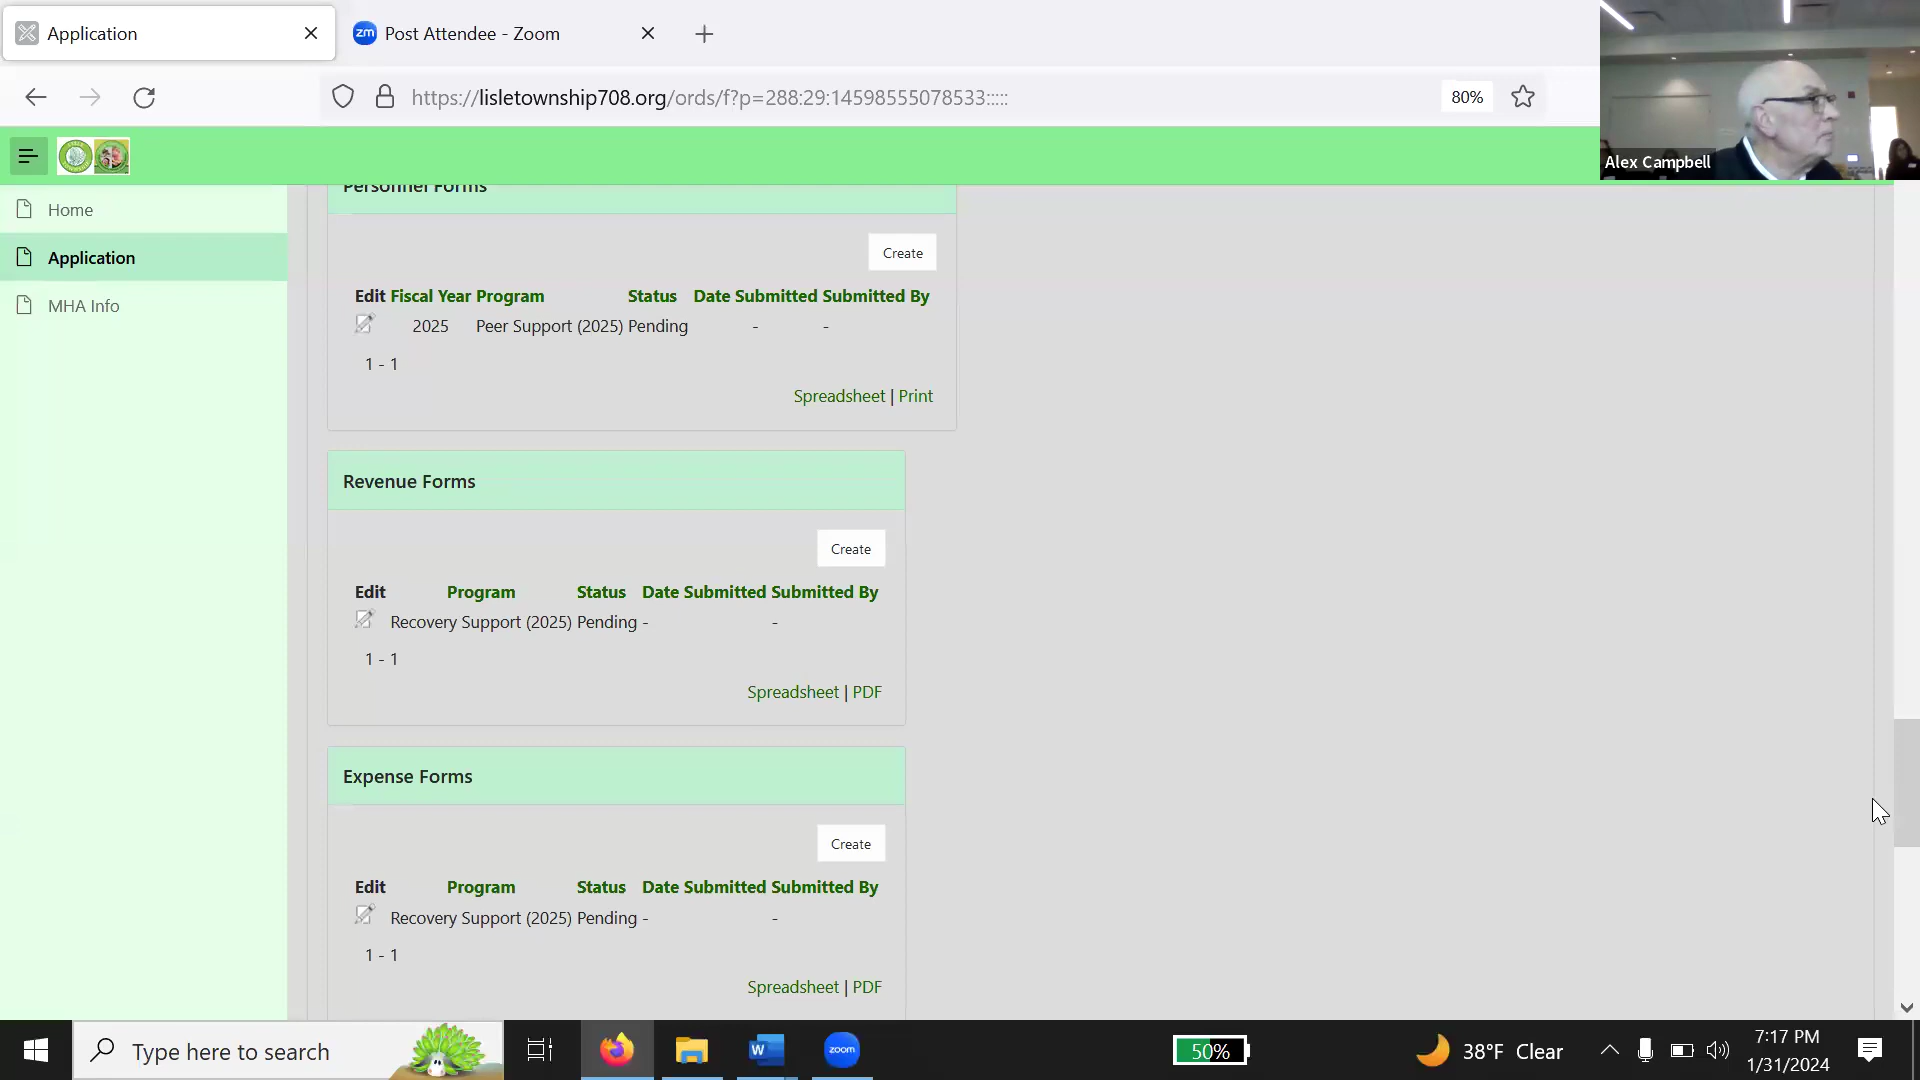 Application
Post Attendee - Zoom
https://lisletownship708.org/ords/f?p=288:29:14598555078533:::::
80%
Alex Campbell
Home
Application
MHA Info
Personnel Forms
Create
Edit Fiscal Year Program Status Date Submitted Submitted By
2025 Peer Support (2025) Pending - -
1 - 1
Spreadsheet | Print
Revenue Forms
Create
Edit Program Status Date Submitted Submitted By
Recovery Support (2025) Pending - -
1 - 1
Spreadsheet | PDF
Expense Forms
Create
Edit Program Status Date Submitted Submitted By
Recovery Support (2025) Pending - -
1 - 1
Spreadsheet | PDF
Type here to search
zoom
50%
38°F Clear
7:17 PM
1/31/2024